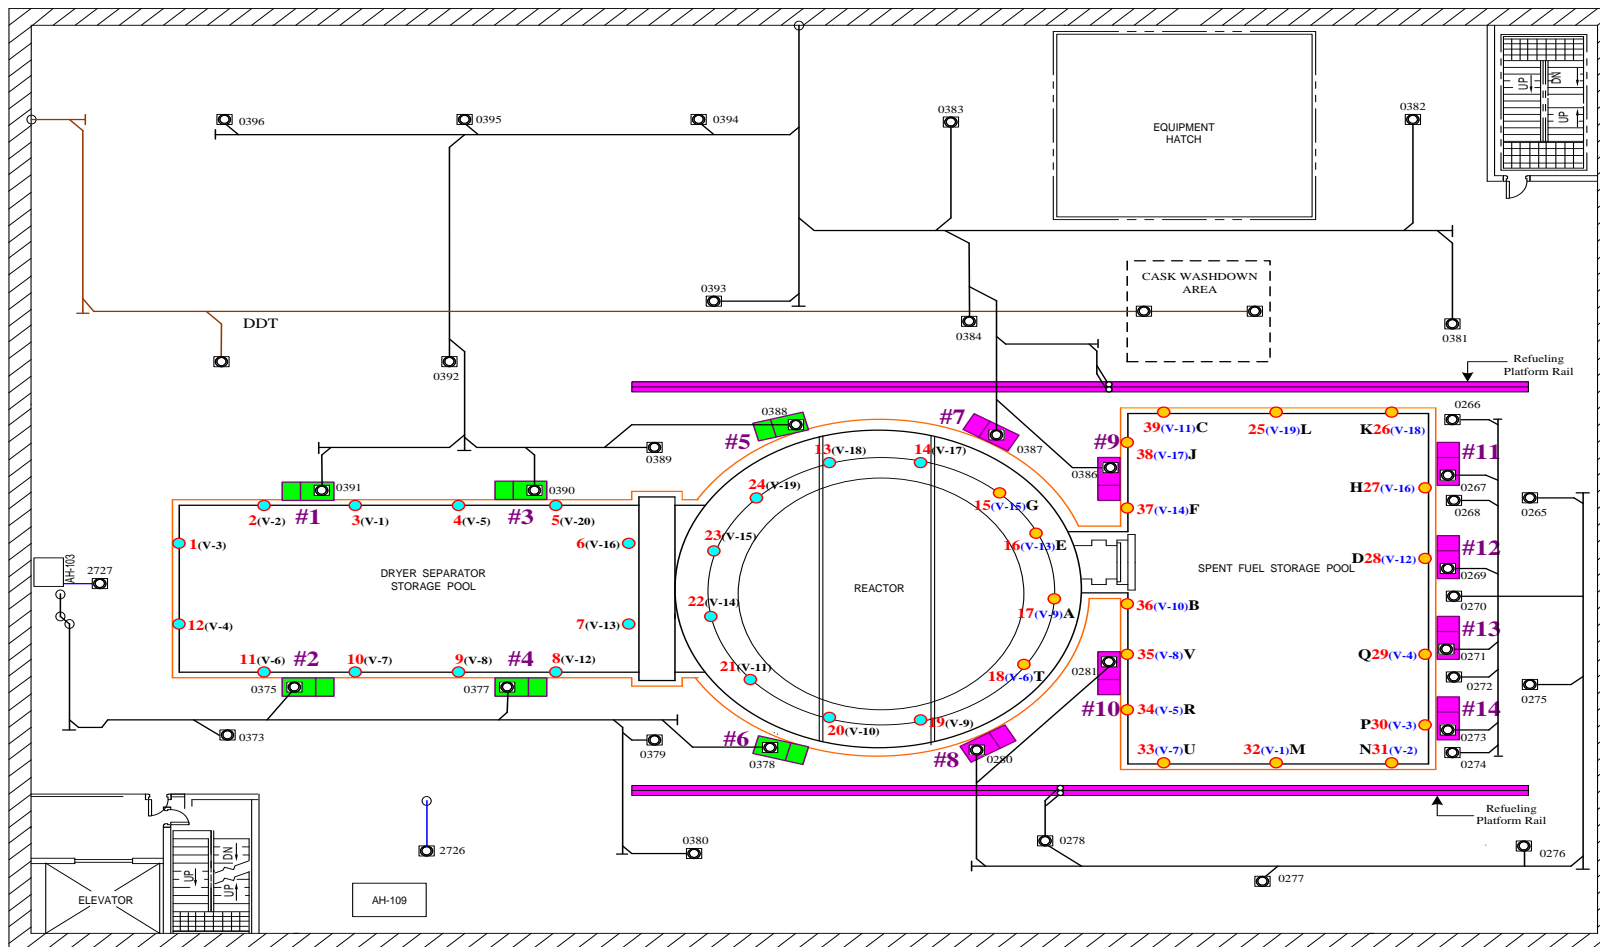 UP
DN
UP
0396
0395
0394
0383
0382
EQUIPMENT
HATCH
CASK WASHDOWN
AREA
0393
DDT
0384
0381
0392
Refueling
Platform Rail
0388
#5
#7
0387
0389
0386
#9
0266
39(V-11)C
25(V-19)L
K26(V-18)
38(V-17)J
#11
13(V-18)
14(V-17)
0391
0390
H27(V-16)
0267
24(V-19)
15(V-15)G
0268
0265
#1
#3
2(V-2)
3(V-1)
4(V-5)
5(V-20)
37(V-14)F
1(V-3)
6(V-16)
23(V-15)
16(V-13)E
#12
AH-103
2727
DRYER SEPARATOR
STORAGE POOL
REACTOR
SPENT FUEL STORAGE POOL
D28(V-12)
0269
22(V-14)
17(V-9)A
36(V-10)B
0270
12(V-4)
7(V-13)
#13
11(V-6)
#2
10(V-7)
9(V-8)
#4
8(V-12)
21(V-11)
18(V-6)T
0281
35(V-8)V
Q29(V-4)
0271
0375
0377
0272
0275
#10
34(V-5)R
#14
20(V-10)
19(V-9)
P30(V-3)
0273
0373
0379
#6
0378
#8
0280
33(V-7)U
32(V-1)M
N31(V-2)
0274
Refueling
Platform Rail
2726
0380
0278
0277
0276
UP
DN
UP
ELEVATOR
AH-109